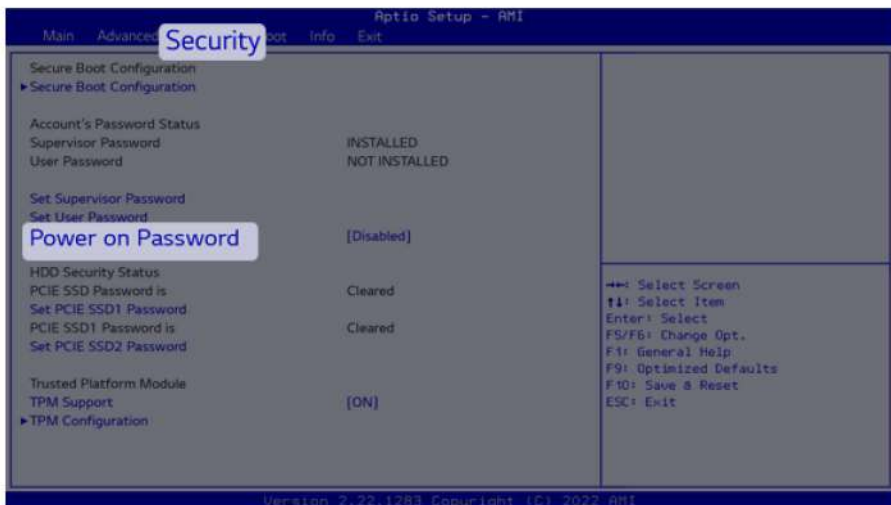 Aptio Setup - AMI
Main Advanced Security Boot Info Exit
Secure Boot Configuration
▶Secure Boot Configuration
Account's Password Status
Supervisor Password INSTALLED
User Password NOT INSTALLED
Set Supervisor Password
Set User Password
Power on Password [Disabled]
HDD Security Status
PCIE SSD Password is Cleared
Set PCIE SSD1 Password
PCIE SSD1 Password is Cleared
Set PCIE SSD2 Password
Trusted Platform Module
TPM Support [ON]
▶TPM Configuration
→←: Select Screen
↑↓: Select Item
Enter: Select
F5/F6: Change Opt.
F1: General Help
F9: Optimized Defaults
F10: Save & Reset
ESC: Exit
Version 2.22.1283 Copyright (C) 2022 AMI